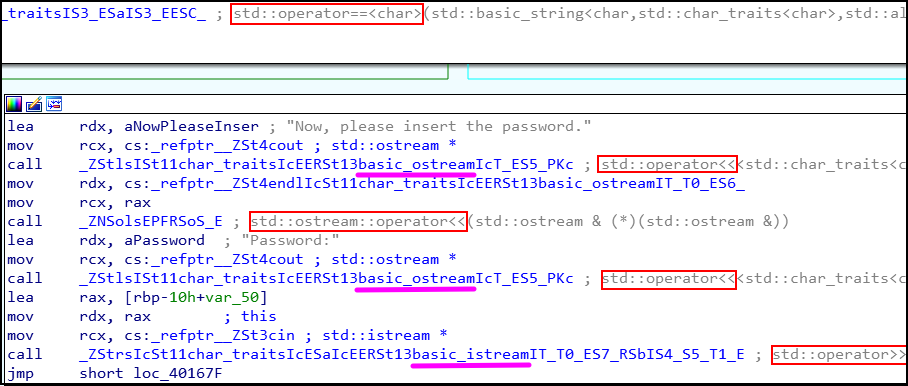 _traitsIS3_ESaIS3_EESC_ ; std::operator==<char>(std::basic_string<char,std::char_traits<char>,std::al
lea rdx, aNowPleaseInser ; "Now, please insert the password."
mov rcx, cs:_refptr__ZSt4cout ; std::ostream *
call _ZStlsISt11char_traitsIcEERSt13basic_ostreamIcT_ES5_PKc ; std::operator<<<std::char_traits<c
mov rdx, cs:_refptr__ZSt4endlIcSt11char_traitsIcEERSt13basic_ostreamIT_T0_ES6_
mov rcx, rax
call _ZNSolsEPFRSoS_E ; std::ostream::operator<<(std::ostream & (*)(std::ostream &))
lea rdx, aPassword ; "Password:"
mov rcx, cs:_refptr__ZSt4cout ; std::ostream *
call _ZStlsISt11char_traitsIcEERSt13basic_ostreamIcT_ES5_PKc ; std::operator<<<std::char_traits<c
lea rax, [rbp-10h+var_50]
mov rdx, rax ; this
mov rcx, cs:_refptr__ZSt3cin ; std::istream *
call _ZStrsIcSt11char_traitsIcESaIcEERSt13basic_istreamIT_T0_ES7_RSbIS4_S5_T1_E ; std::operator>>
jmp short loc_40167F